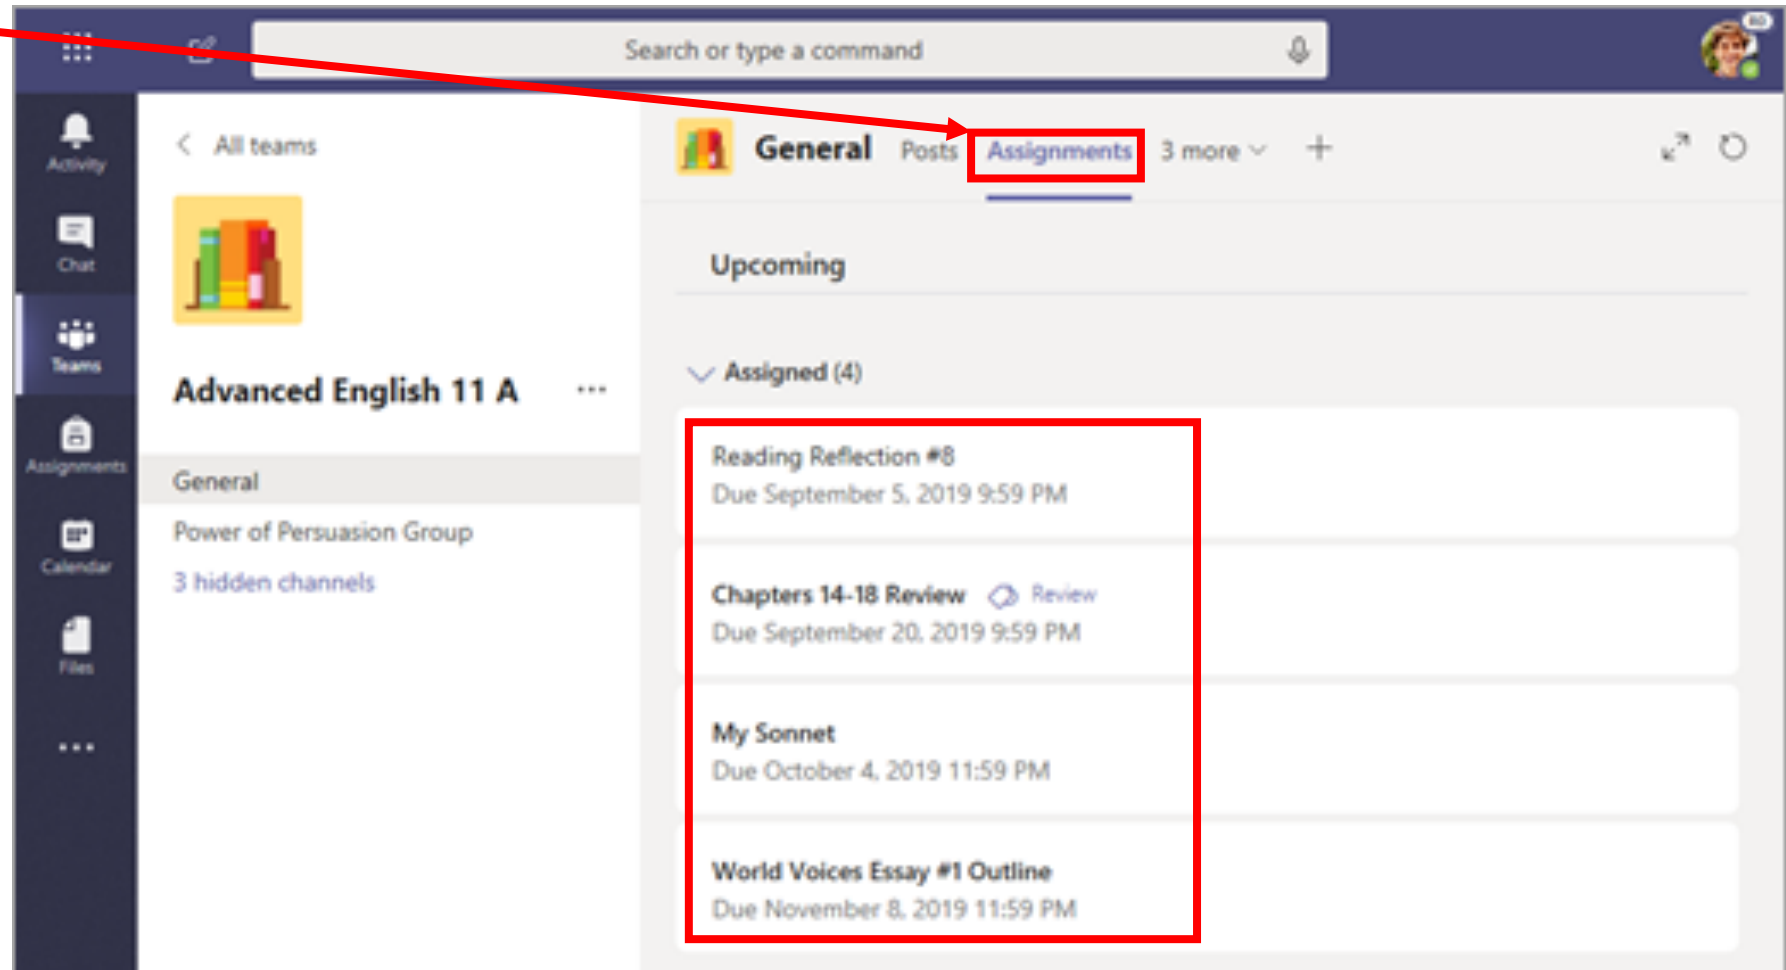 Search or type a command
Activity
Chat
Teams
Assignments
Calendar
Files
All teams
Advanced English 11 A
General
Power of Persuasion Group
3 hidden channels
General Posts Assignments 3 more
Upcoming
Assigned (4)
Reading Reflection #8
Due September 5, 2019 9:59 PM
Chapters 14-18 Review Review
Due September 20, 2019 9:59 PM
My Sonnet
Due October 4, 2019 11:59 PM
World Voices Essay #1 Outline
Due November 8, 2019 11:59 PM